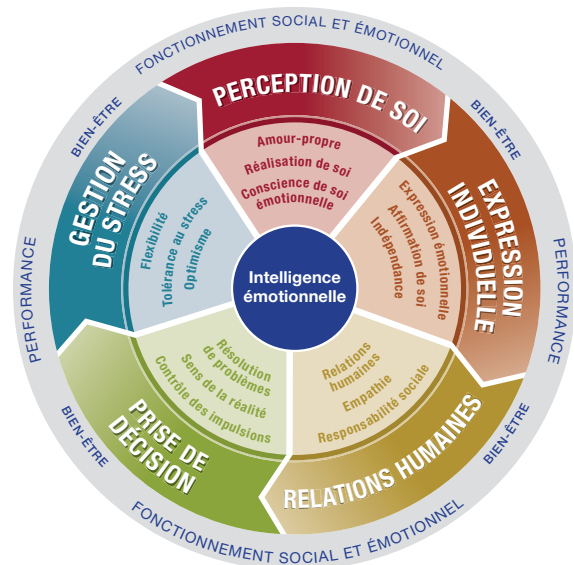 FONCTIONNEMENT SOCIAL ET ÉMOTIONNEL
BIEN-ÊTRE
BIEN-ÊTRE
PERFORMANCE
PERFORMANCE
BIEN-ÊTRE
BIEN-ÊTRE
FONCTIONNEMENT SOCIAL ET ÉMOTIONNEL
PERCEPTION DE SOI
Amour-propre
Réalisation de soi
Conscience de soi
émotionnelle
EXPRESSION
INDIVIDUELLE
Expression émotionnelle
Affirmation de soi
Indépendance
RELATIONS HUMAINES
Relations
humaines
Empathie
Responsabilité sociale
PRISE DE
DÉCISION
Résolution
de problèmes
Sens de la réalité
Contrôle des impulsions
GESTION
DU STRESS
Flexibilité
Tolérance au stress
Optimisme
Intelligence
émotionnelle